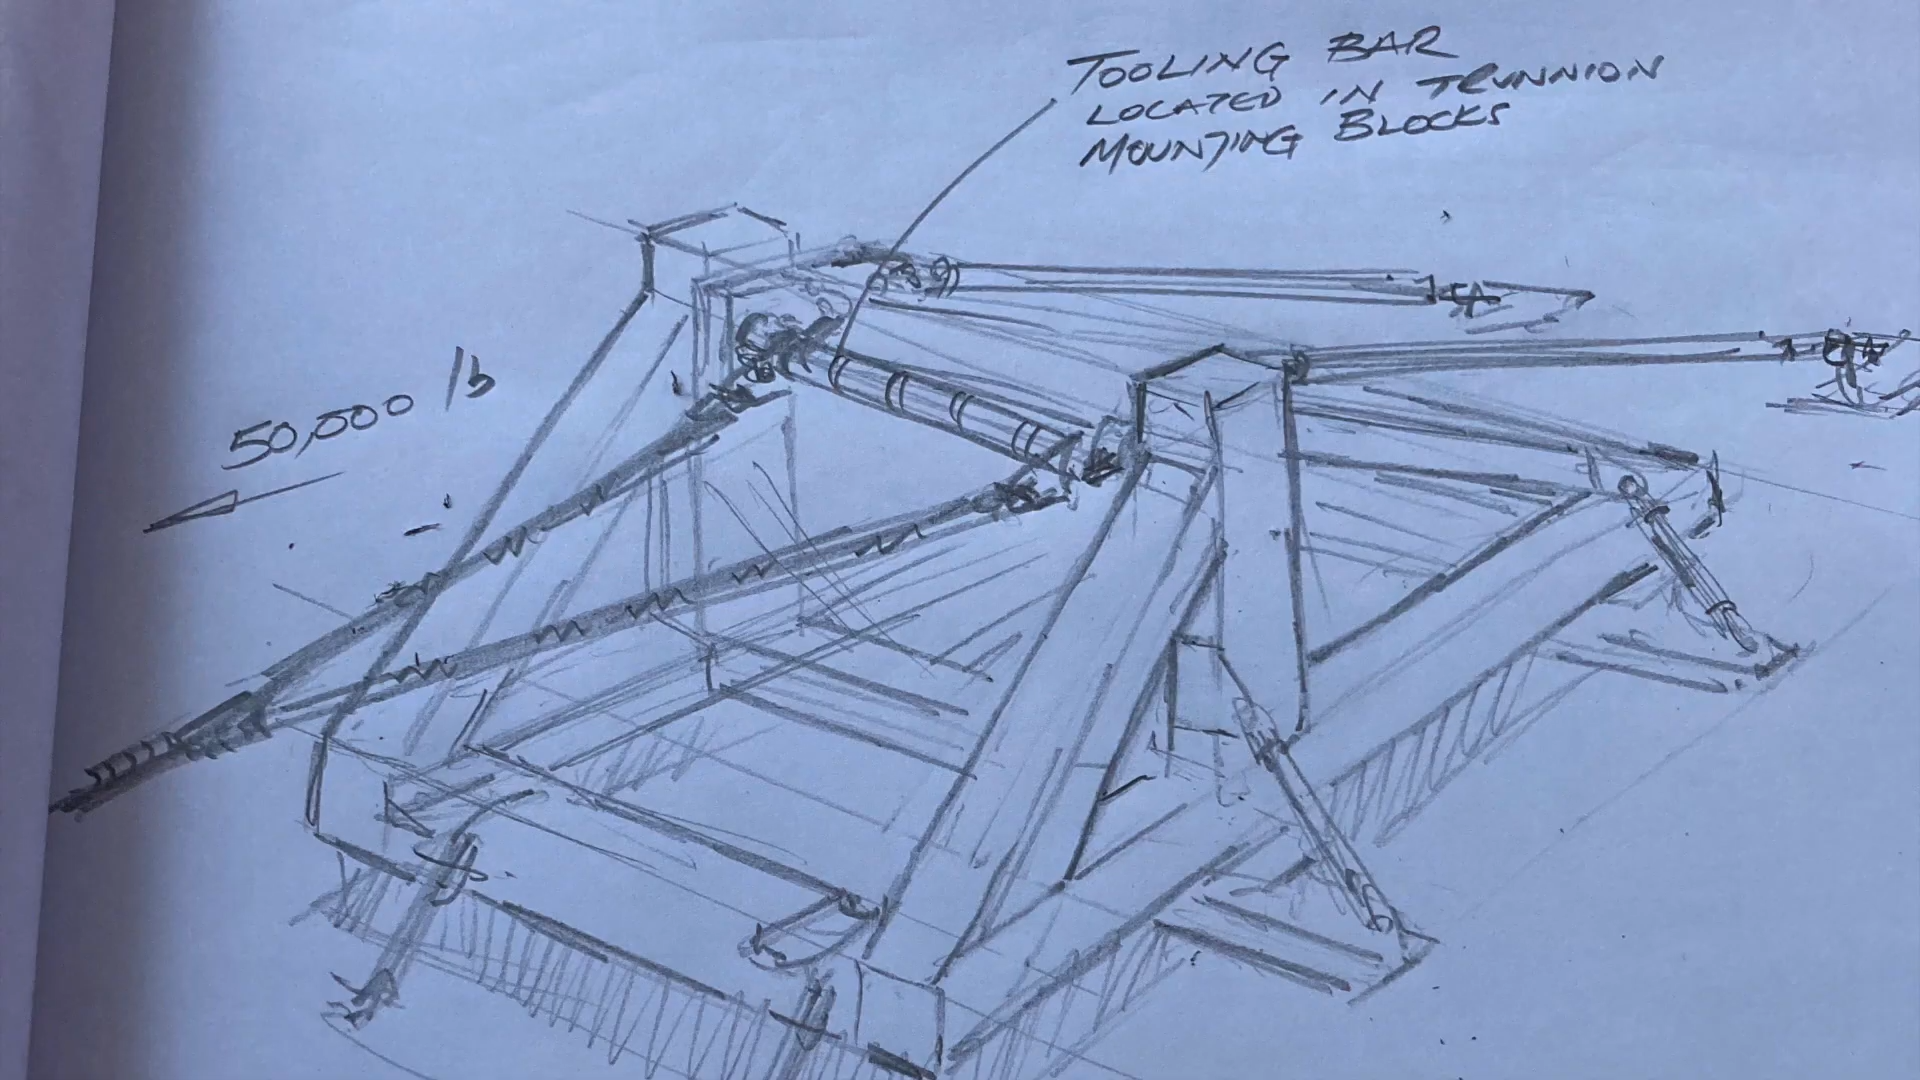 TOOLING BAR
LOCATED IN TRUNNION
MOUNTING BLOCKS
50,000 lb